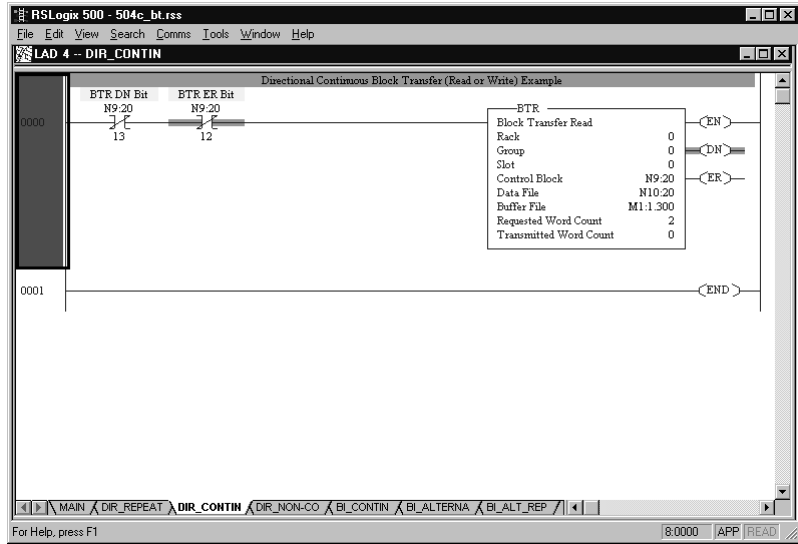 RSLogix 500 - 504c_bt.rss
File Edit View Search Comms Tools Window Help
LAD 4 -- DIR_CONTIN
Directional Continuous Block Transfer (Read or Write) Example
BTR DN Bit BTR ER Bit
N9:20 N9:20
0000
13 12
BTR
Block Transfer Read
Rack 0
Group 0
Slot 0
Control Block N9:20
Data File N10:20
Buffer File M1:1.300
Requested Word Count 2
Transmitted Word Count 0
EN
DN
ER
0001
END
MAIN DIR_REPEAT DIR_CONTIN DIR_NON-CO BI_CONTIN BI_ALTERNA BI_ALT_REP
For Help, press F1 8:0000 APP READ